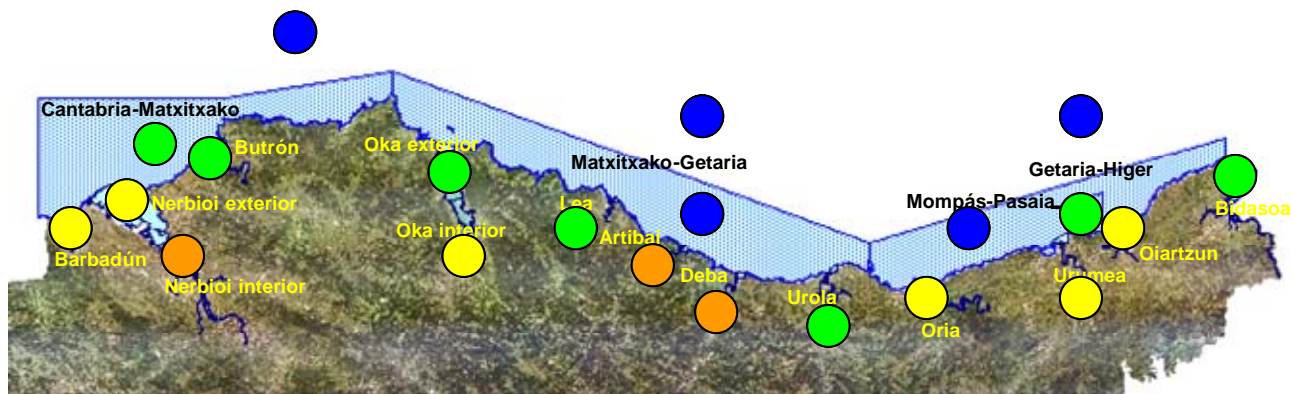 Cantabria-Matxitxako
Butrón
Oka exterior
Matxitxako-Getaria
Getaria-Higer
Mompás-Pasaia
Bidasoa
Nerbioi exterior
Lea
Oka interior
Artibai
Barbadún
Oiartzun
Nerbioi interior
Deba
Urola
Urumea
Oria